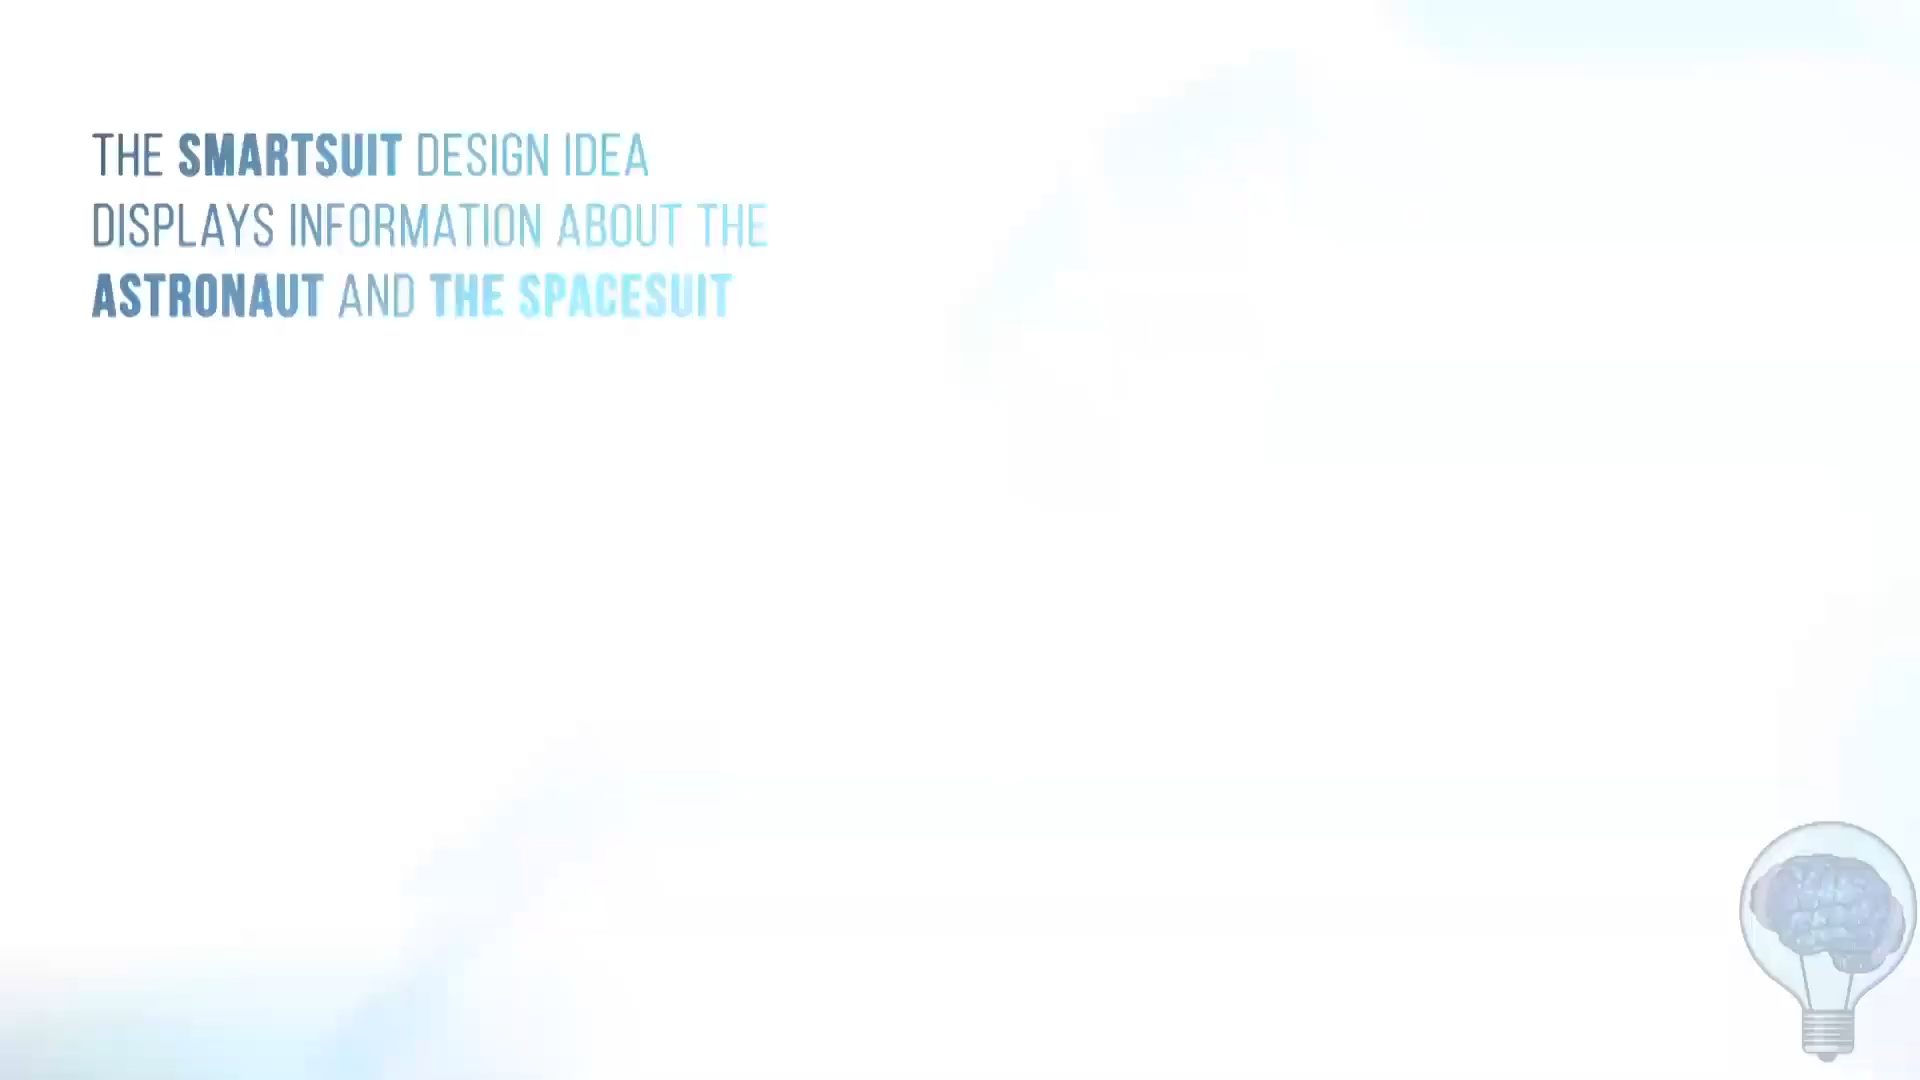 THE SMARTSUIT DESIGN IDEA
DISPLAYS INFORMATION ABOUT THE
ASTRONAUT AND THE SPACESUIT